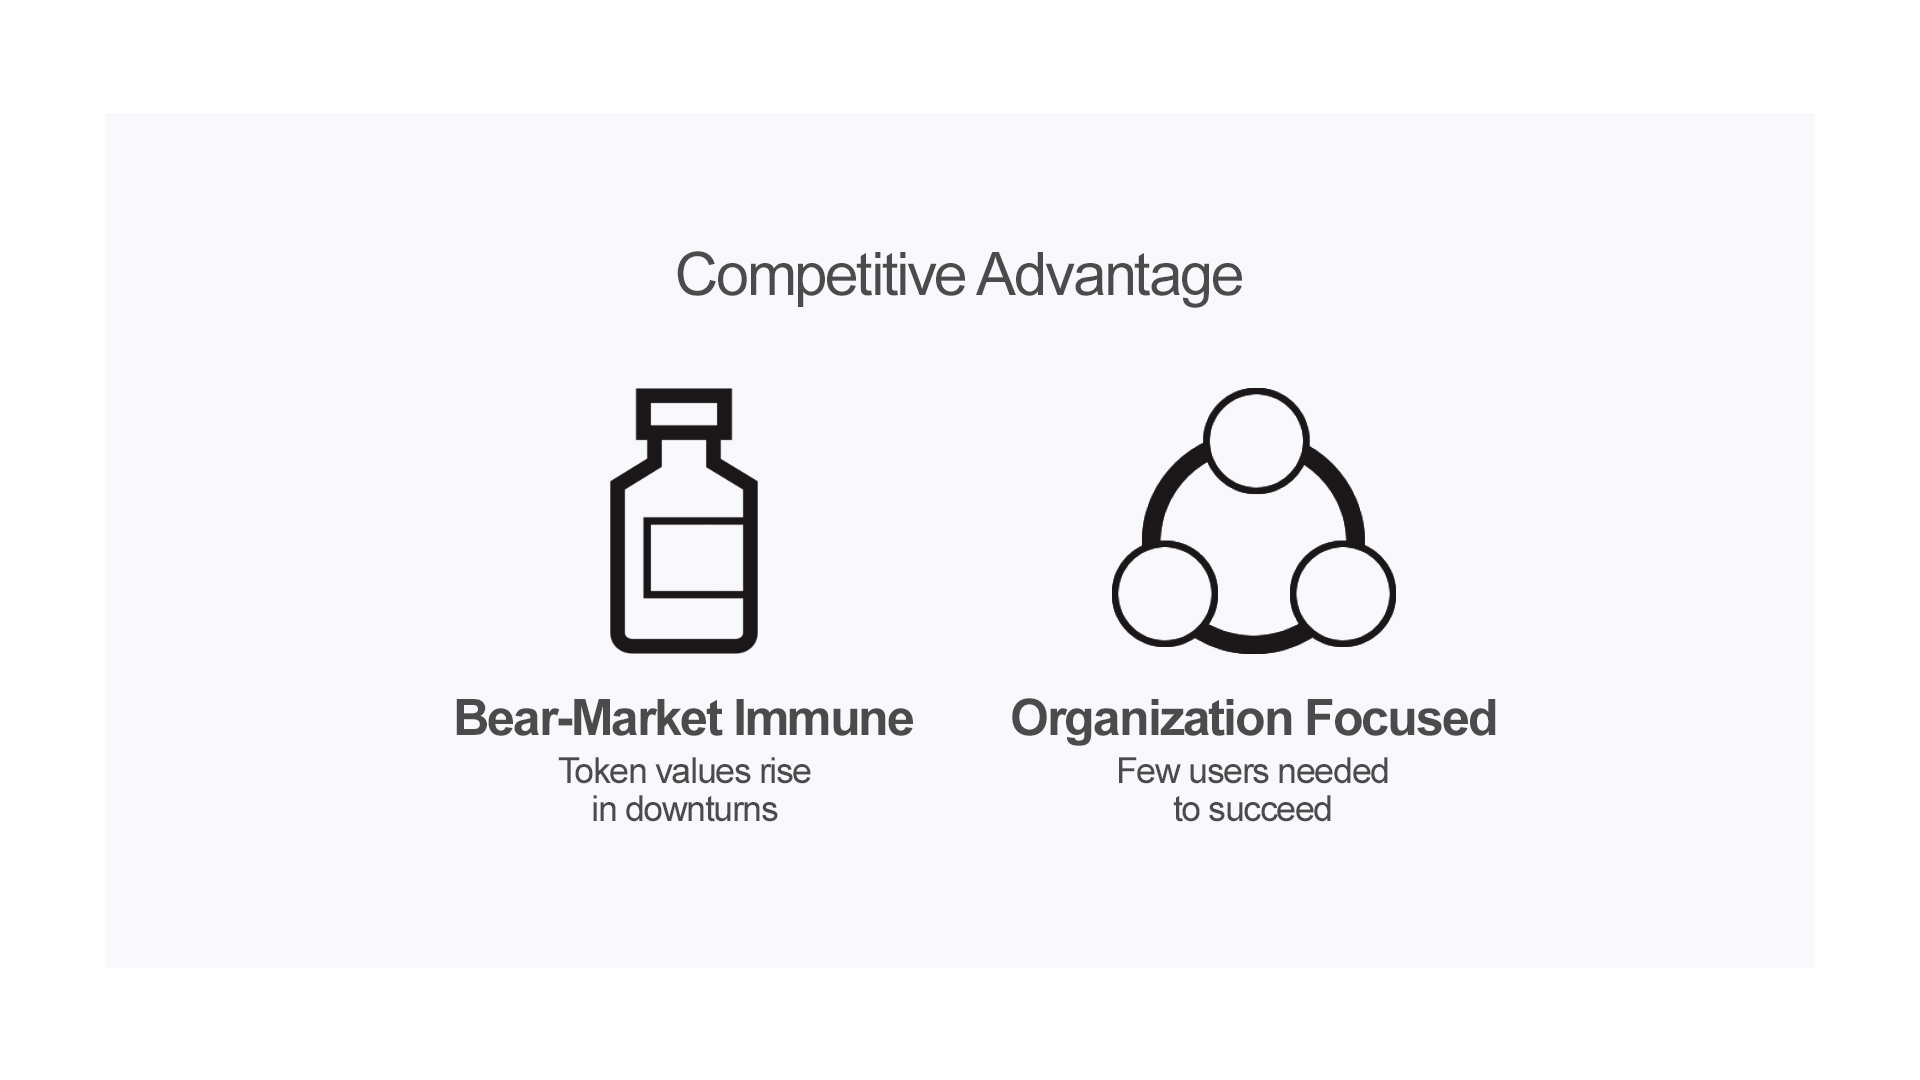 Competitive Advantage
Bear-Market Immune
Token values rise
in downturns
Organization Focused
Few users needed
to succeed